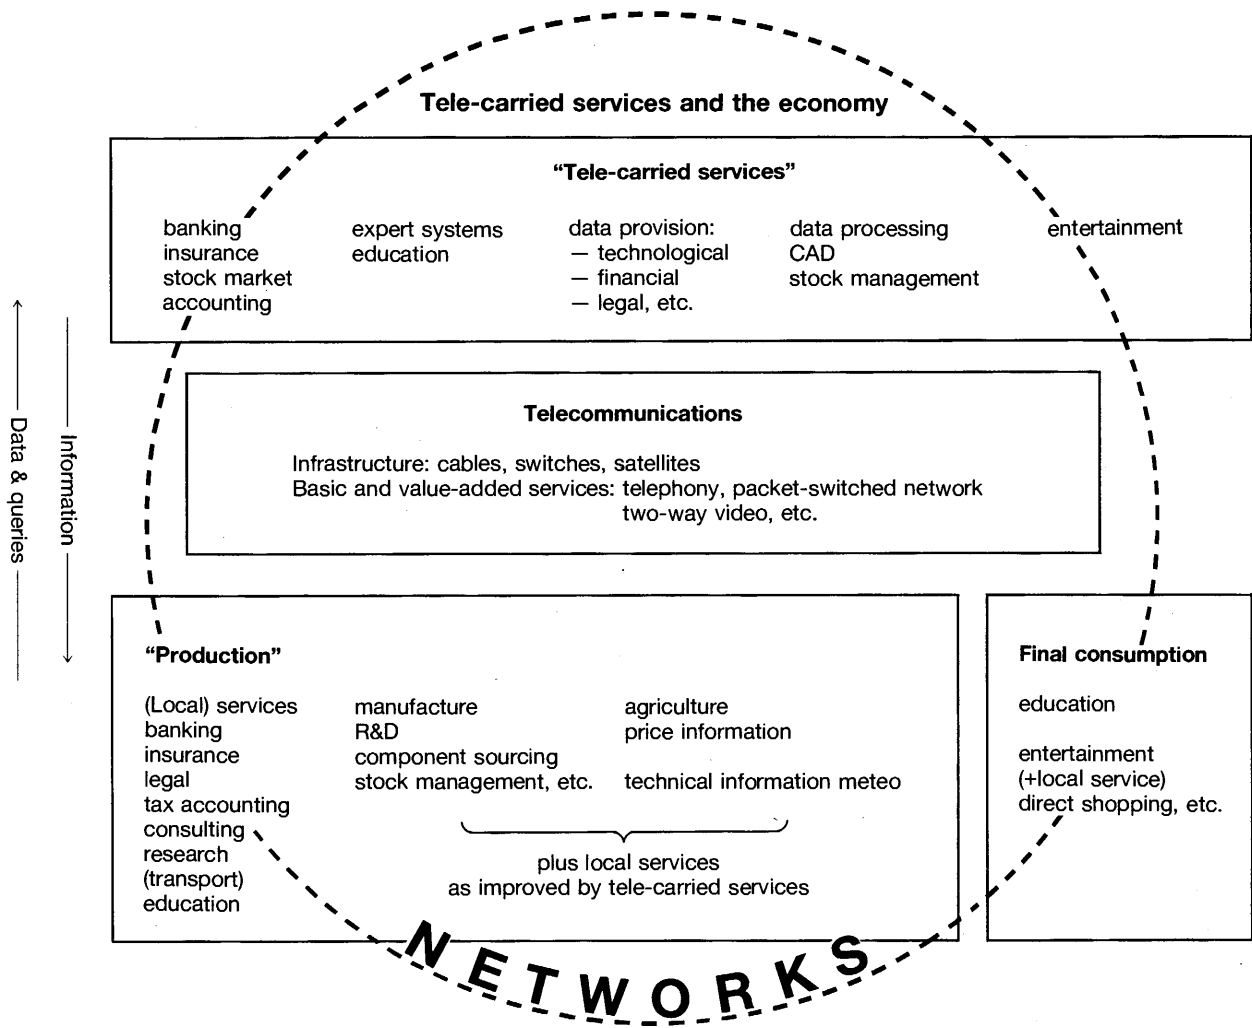 Tele-carried services and the economy
“Tele-carried services”
banking
insurance
stock market
accounting
expert systems
education
data provision:
— technological
— financial
— legal, etc.
data processing
CAD
stock management
entertainment
Data & queries
Information
Telecommunications
Infrastructure: cables, switches, satellites
Basic and value-added services: telephony, packet-switched network
two-way video, etc.
“Production”
(Local) services
banking
insurance
legal
tax accounting
consulting
research
(transport)
education
manufacture
R&D
component sourcing
stock management, etc.
agriculture
price information
technical information meteo
plus local services
as improved by tele-carried services
Final consumption
education
entertainment
(+local service)
direct shopping, etc.
NETWORKS